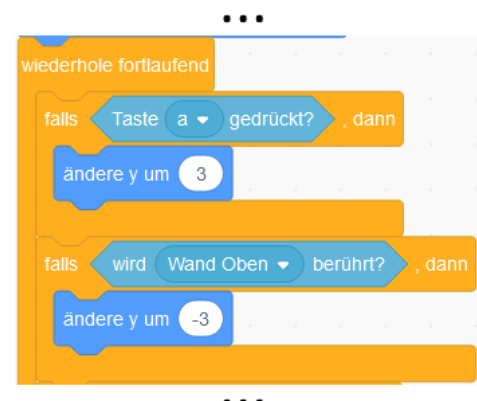 wiederhole fortlaufend
falls Taste a gedrückt? , dann
ändere y um 3
falls wird Wand Oben berührt? , dann
ändere y um -3